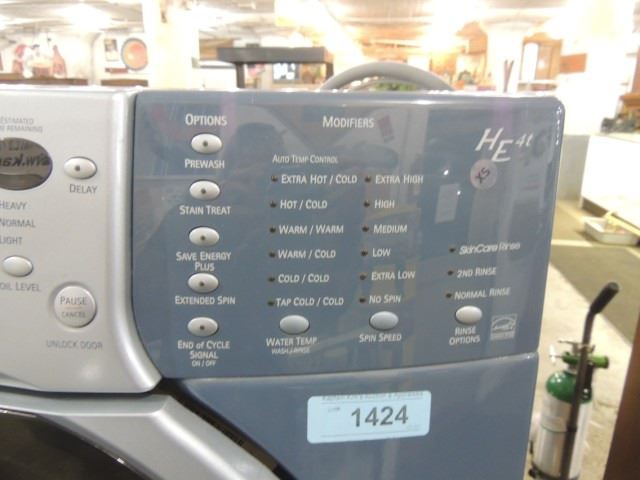 ESTIMATED
REMAINING
DELAY
HEAVY
NORMAL
LIGHT
OIL LEVEL
PAUSE
CANCEL
UNLOCK DOOR
OPTIONS
PREWASH
STAIN TREAT
SAVE ENERGY
PLUS
EXTENDED SPIN
END OF CYCLE
SIGNAL
ON / OFF
MODIFIERS
AUTO TEMP CONTROL
EXTRA HOT / COLD
HOT / COLD
WARM / WARM
WARM / COLD
COLD / COLD
TAP COLD / COLD
WATER TEMP
WASH / RINSE
EXTRA HIGH
HIGH
MEDIUM
LOW
EXTRA LOW
NO SPIN
SPIN SPEED
HE4t
XS
SkinCare Rinse
2ND RINSE
NORMAL RINSE
RINSE
OPTIONS
1424